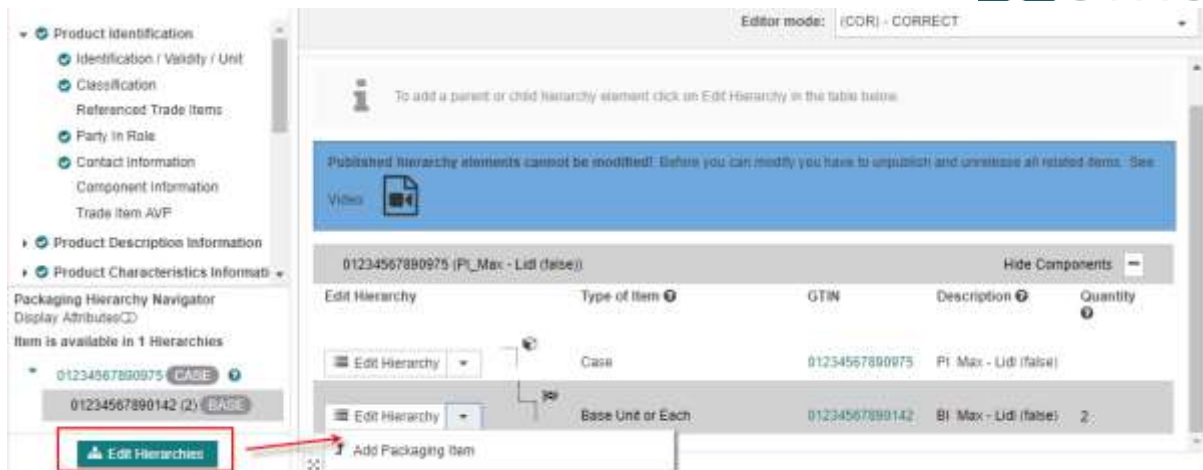 Editor mode: (COR) - CORRECT
Product Identification
Identification / Validity / Unit
Classification
Referenced Trade Items
Party In Role
Contact Information
Component Information
Trade Item AVP
Product Description Information
Product Characteristics Informati
Packaging Hierarchy Navigator
Display Attributes
Item is available in 1 Hierarchies
01234567890975 CASE
01234567890142 (2) BASE
Edit Hierarchies
To add a parent or child hierarchy element click on Edit Hierarchy in the table below.
Published hierarchy elements cannot be modified! Before you can modify you have to unpublish and unrelease all related items. See
Video
01234567890975 (PI_Max - Lidl (false)) Hide Components
Edit Hierarchy Type of Item GTIN Description Quantity
Edit Hierarchy Case 01234567890975 PI_Max - Lidl (false)
Edit Hierarchy Base Unit or Each 01234567890142 BI_Max - Lidl (false) 2
Add Packaging Item